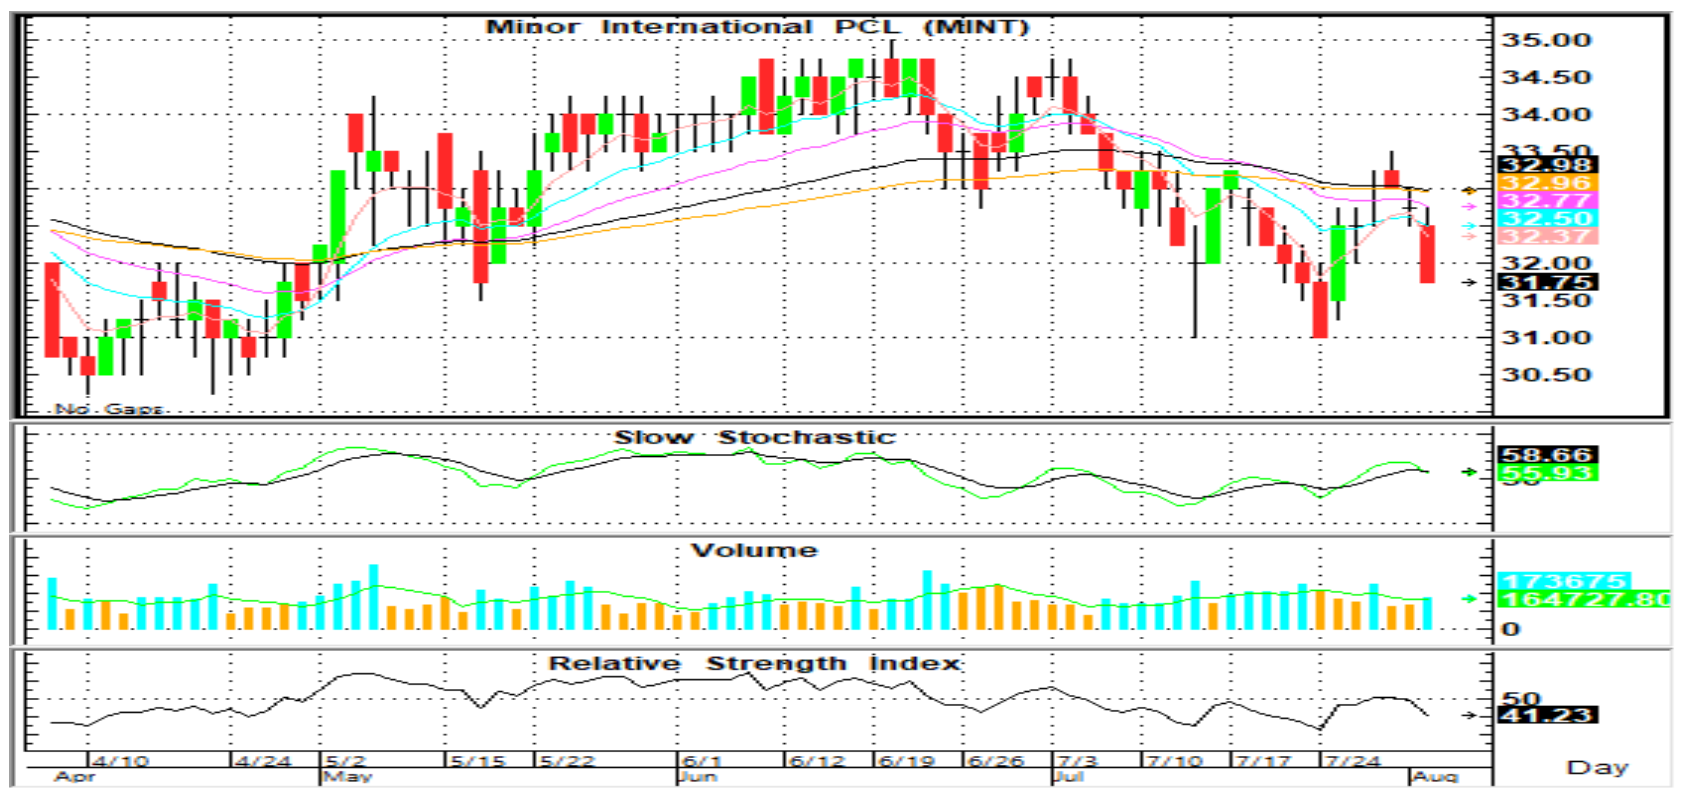 Minor International PCL (MINT)
35.00
34.50
34.00
33.50
32.98
32.96
32.77
32.50
32.37
32.00
31.75
31.50
31.00
30.50
No Gaps
Slow Stochastic
58.66
55.93
Volume
173675
164727.80
0
Relative Strength Index
50
41.23
4/10 4/24 5/2 5/15 5/22 6/1 6/12 6/19 6/26 7/3 7/10 7/17 7/24
Apr May Jun Jul Aug
Day